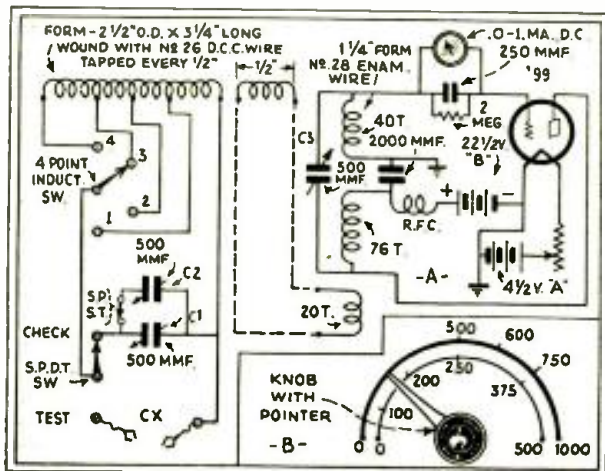 FORM-2 1/2" O.D. X 3 1/4" LONG
WOUND WITH Nº 26 D.C.C. WIRE
TAPPED EVERY 1/2"
1/2"
1 1/4" FORM
No. 28 ENAM.
WIRE
.0-1. MA. D.C
250 MMF
'99
2
MEG
40T
2000 MMF.
C3
500
MMF.
22 1/2 V.
"B"
+
-
R.F.C.
76 T
-A-
4 1/2 V. "A"
20T.
4
3
4 POINT
INDUCT.
SW.
2
1
500
MMF.
C2
S.P.
S.T.
C1
CHECK
500
MMF.
S.P.D.T.
SW
TEST
CX
KNOB
WITH
POINTER
-B-
0
0
100
200
250
375
500
500
600
750
1000